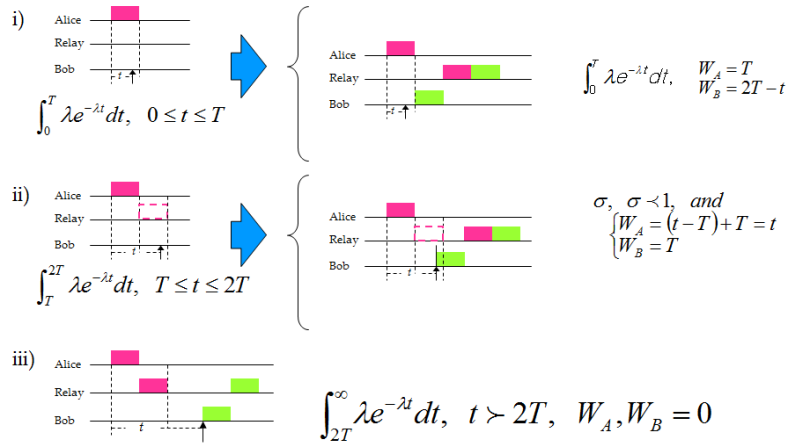 i)
Alice
Relay
Bob
t
∫₀ᵀ λe^{-λt}dt, 0 ≤ t ≤ T
Alice
Relay
Bob
t
∫₀ᵀ λe^{-λt}dt, W_A = T
W_B = 2T − t
ii)
Alice
Relay
Bob
t
∫_T^{2T} λe^{-λt}dt, T ≤ t ≤ 2T
Alice
Relay
Bob
t
σ, σ ≺ 1, and
{W_A = (t − T) + T = t
W_B = T
iii)
Alice
Relay
Bob
t
∫_{2T}^∞ λe^{-λt}dt, t ≻ 2T, W_A, W_B = 0